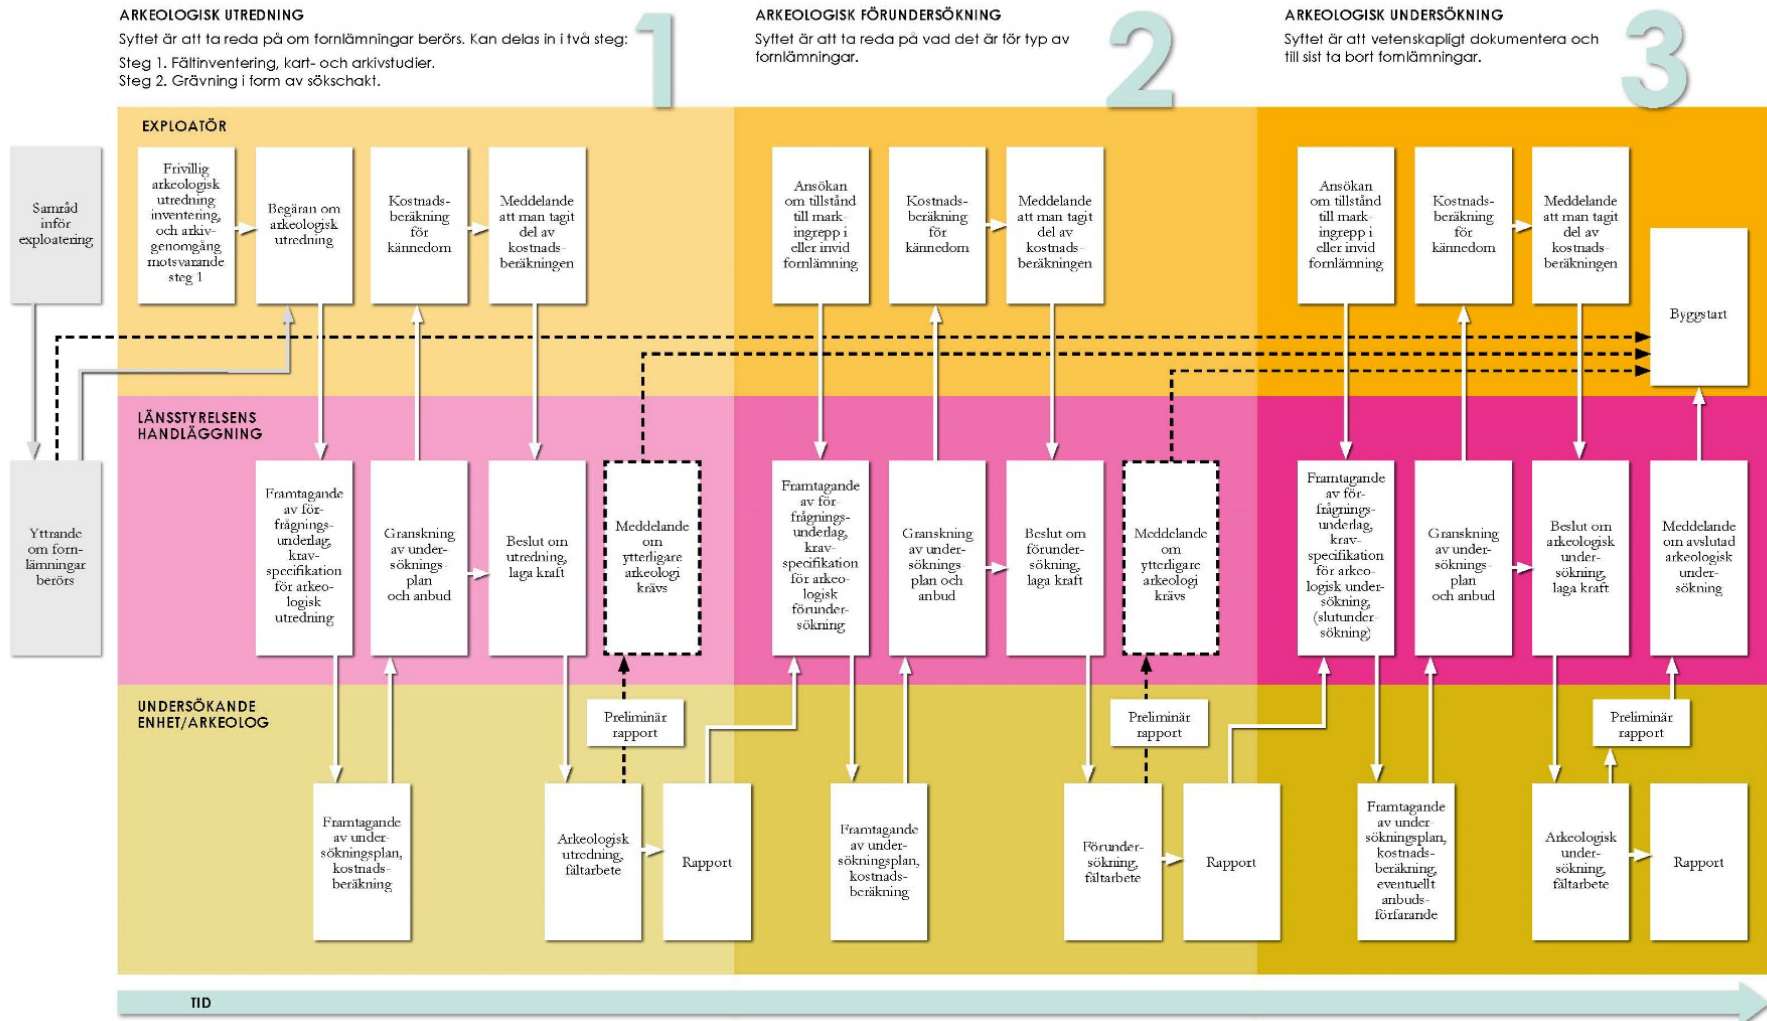 ARKEOLOGISK UTREDNING
Syftet är att ta reda på om fornlämningar berörs. Kan delas in i två steg:
Steg 1. Fältinventering, kart- och arkivstudier.
Steg 2. Grävning i form av sökschakt.
1
ARKEOLOGISK FÖRUNDERSÖKNING
Syftet är att ta reda på vad det är för typ av
fornlämningar.
2
ARKEOLOGISK UNDERSÖKNING
Syftet är att vetenskapligt dokumentera och
till sist ta bort fornlämningar.
3
EXPLOATÖR
Samråd
inför
exploatering
Frivillig
arkeologisk
utredning
inventering,
och arkiv-
genomgång
motsvarande
steg 1
Begäran om
arkeologisk
utredning
Kostnads-
beräkning
för
kännedom
Meddelande
att man tagit
del av
kostnads-
beräkningen
Ansökan
om tillstånd
till mark-
ingrepp i
eller invid
fornlämning
Kostnads-
beräkning
för
kännedom
Meddelande
att man tagit
del av
kostnads-
beräkningen
Ansökan
om tillstånd
till mark-
ingrepp i
eller invid
fornlämning
Kostnads-
beräkning
för
kännedom
Meddelande
att man tagit
del av
kostnads-
beräkningen
Byggstart
LÄNSSTYRELSENS
HANDLÄGGNING
Yttrande
om forn-
lämningar
berörs
Framtagande
av för-
frågnings-
underlag,
krav-
specifikation
för arkeo-
logisk
utredning
Granskning
av under-
söknings-
plan
och anbud
Beslut om
utredning,
laga kraft
Meddelande
om
ytterligare
arkeologi
krävs
Framtagande
av för-
frågnings-
underlag,
krav-
specifikation
för arkeo-
logisk
förunder-
sökning
Granskning
av under-
söknings-
plan och
anbud
Beslut om
förunder-
sökning,
laga kraft
Meddelande
om
ytterligare
arkeologi
krävs
Framtagande
av för-
frågnings-
underlag,
krav-
specifikation
för arkeo-
logisk under-
sökning,
(slutunder-
sökning)
Granskning
av under-
söknings-
plan
och anbud
Beslut om
arkeologisk
under-
sökning,
laga kraft
Meddelande
om avslutad
arkeologisk
under-
sökning
UNDERSÖKANDE
ENHET/ARKEOLOG
Preliminär
rapport
Preliminär
rapport
Preliminär
rapport
Framtagande
av under-
sökningsplan,
kostnads-
beräkning
Arkeologisk
utredning,
fältarbete
Rapport
Framtagande
av under-
sökningsplan,
kostnads-
beräkning
Förunder-
sökning,
fältarbete
Rapport
Framtagande
av under-
sökningsplan,
kostnads-
beräkning,
eventuellt
anbuds-
förfarande
Arkeologisk
under-
sökning,
fältarbete
Rapport
TID